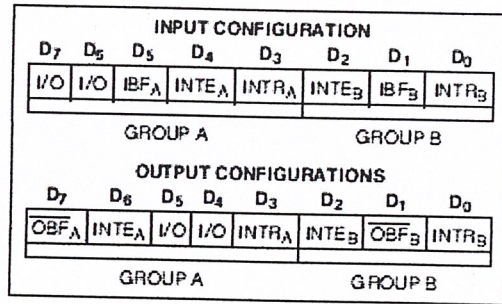 INPUT CONFIGURATION
D7 D5 D5 D4 D3 D2 D1 D0
I/O I/O IBFA INTEA INTRA INTEB IBFB INTRB
GROUP A GROUP B
OUTPUT CONFIGURATIONS
D7 D6 D5 D4 D3 D2 D1 D0
OBFA INTEA I/O I/O INTRA INTEB OBFB INTRB
GROUP A GROUP B